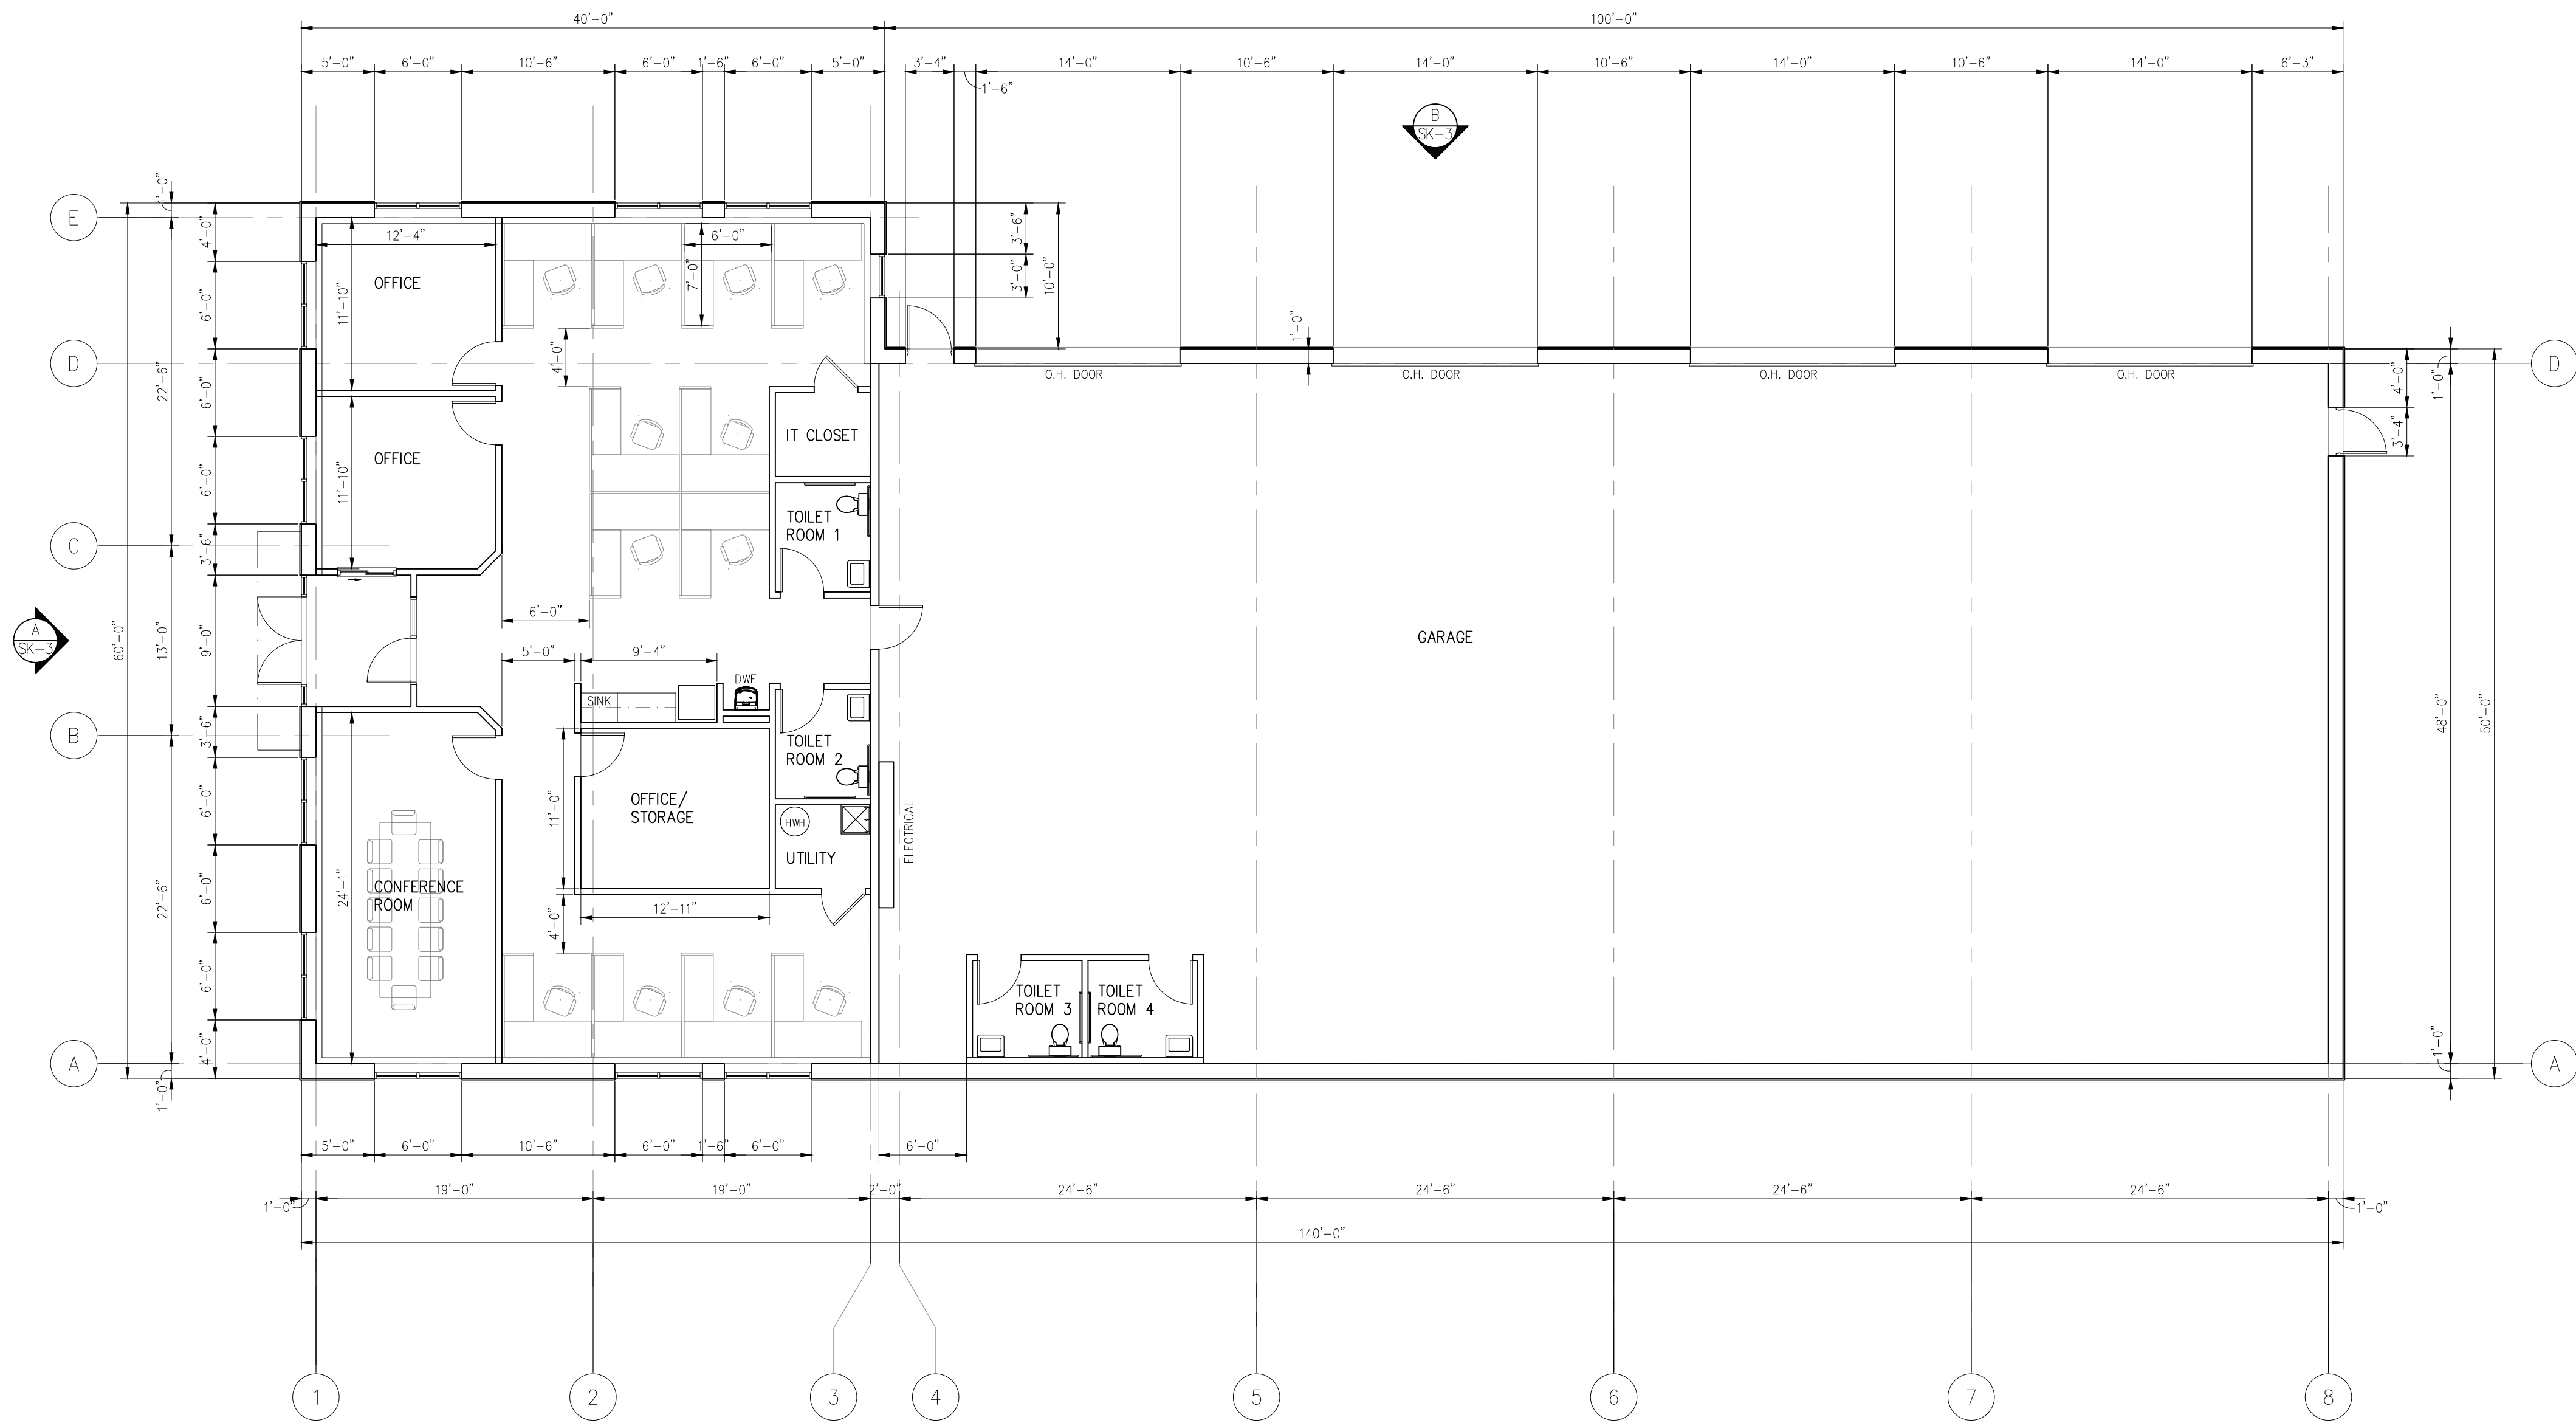 40'-0" 100'-0"
5'-0" 6'-0" 10'-6" 6'-0" 1'-6" 6'-0" 5'-0" 3'-4" 14'-0" 10'-6" 14'-0" 10'-6" 14'-0" 10'-6" 14'-0" 6'-3"
1'-6"
B
SK-3
1'-0"
E
4'-0"
12'-4"
6'-0"
3'-6"
OFFICE
11'-10"
7'-0"
3'-0"
10'-0"
6'-0"
1'-0"
D
22'-6"
4'-0"
O.H. DOOR O.H. DOOR O.H. DOOR O.H. DOOR
4'-0"
1'-0"
D
6'-0"
3'-4"
IT CLOSET
OFFICE
11'-10"
6'-0"
TOILET
ROOM 1
C
3'-6"
6'-0"
A
SK-3
60'-0"
13'-0"
9'-0"
GARAGE
5'-0" 9'-4"
DWF
SINK
B
3'-6"
TOILET
ROOM 2
48'-0"
50'-0"
6'-0"
OFFICE/
STORAGE
11'-0"
HWH
ELECTRICAL
UTILITY
22'-6"
6'-0"
24'-1"
CONFERENCE
ROOM
12'-11"
4'-0"
6'-0"
TOILET
ROOM 3
TOILET
ROOM 4
4'-0"
1'-0"
A
A
1'-0"
5'-0" 6'-0" 10'-6" 6'-0" 1'-6" 6'-0" 6'-0"
19'-0" 19'-0" 2'-0" 24'-6" 24'-6" 24'-6" 24'-6"
1'-0" 1'-0"
140'-0"
1 2 3 4 5 6 7 8